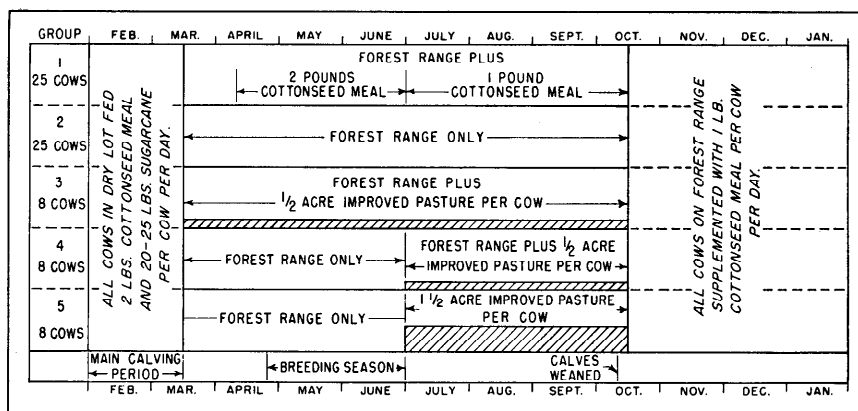 GROUP FEB. MAR. APRIL MAY JUNE JULY AUG. SEPT. OCT. NOV. DEC. JAN.
1
25 COWS
FOREST RANGE PLUS
2 POUNDS
COTTONSEED MEAL
1 POUND
COTTONSEED MEAL
2
25 COWS
FOREST RANGE ONLY
3
8 COWS
FOREST RANGE PLUS
1/2 ACRE IMPROVED PASTURE PER COW
4
8 COWS
FOREST RANGE ONLY
FOREST RANGE PLUS 1/2 ACRE
IMPROVED PASTURE PER COW
5
8 COWS
FOREST RANGE ONLY
1 1/2 ACRE IMPROVED PASTURE
PER COW
ALL COWS IN DRY LOT FED
2 LBS. COTTONSEED MEAL
AND 20-25 LBS. SUGARCANE
PER COW PER DAY.
ALL COWS ON FOREST RANGE
SUPPLEMENTED WITH 1 LB.
COTTONSEED MEAL PER COW
PER DAY.
MAIN CALVING
PERIOD
BREEDING SEASON
CALVES
WEANED
FEB. MAR. APRIL MAY JUNE JULY AUG. SEPT. OCT. NOV. DEC. JAN.